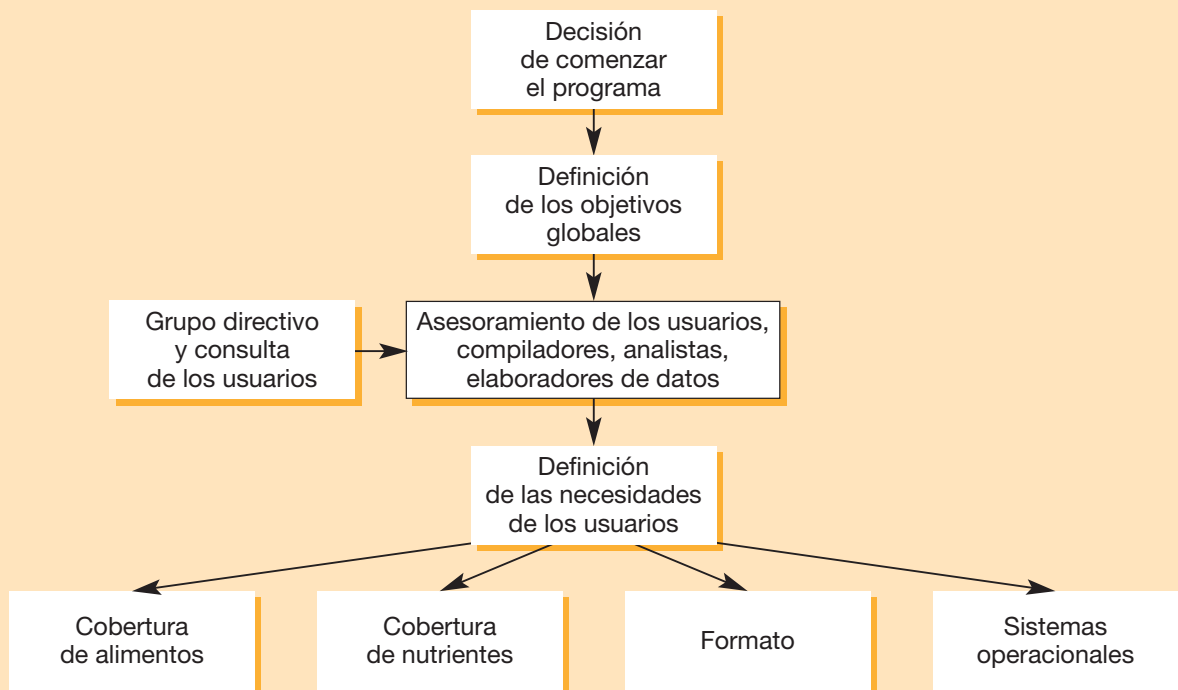 Decisión
de comenzar
el programa
Definición
de los objetivos
globales
Grupo directivo
y consulta
de los usuarios
Asesoramiento de los usuarios,
compiladores, analistas,
elaboradores de datos
Definición
de las necesidades
de los usuarios
Cobertura
de alimentos
Cobertura
de nutrientes
Formato
Sistemas
operacionales